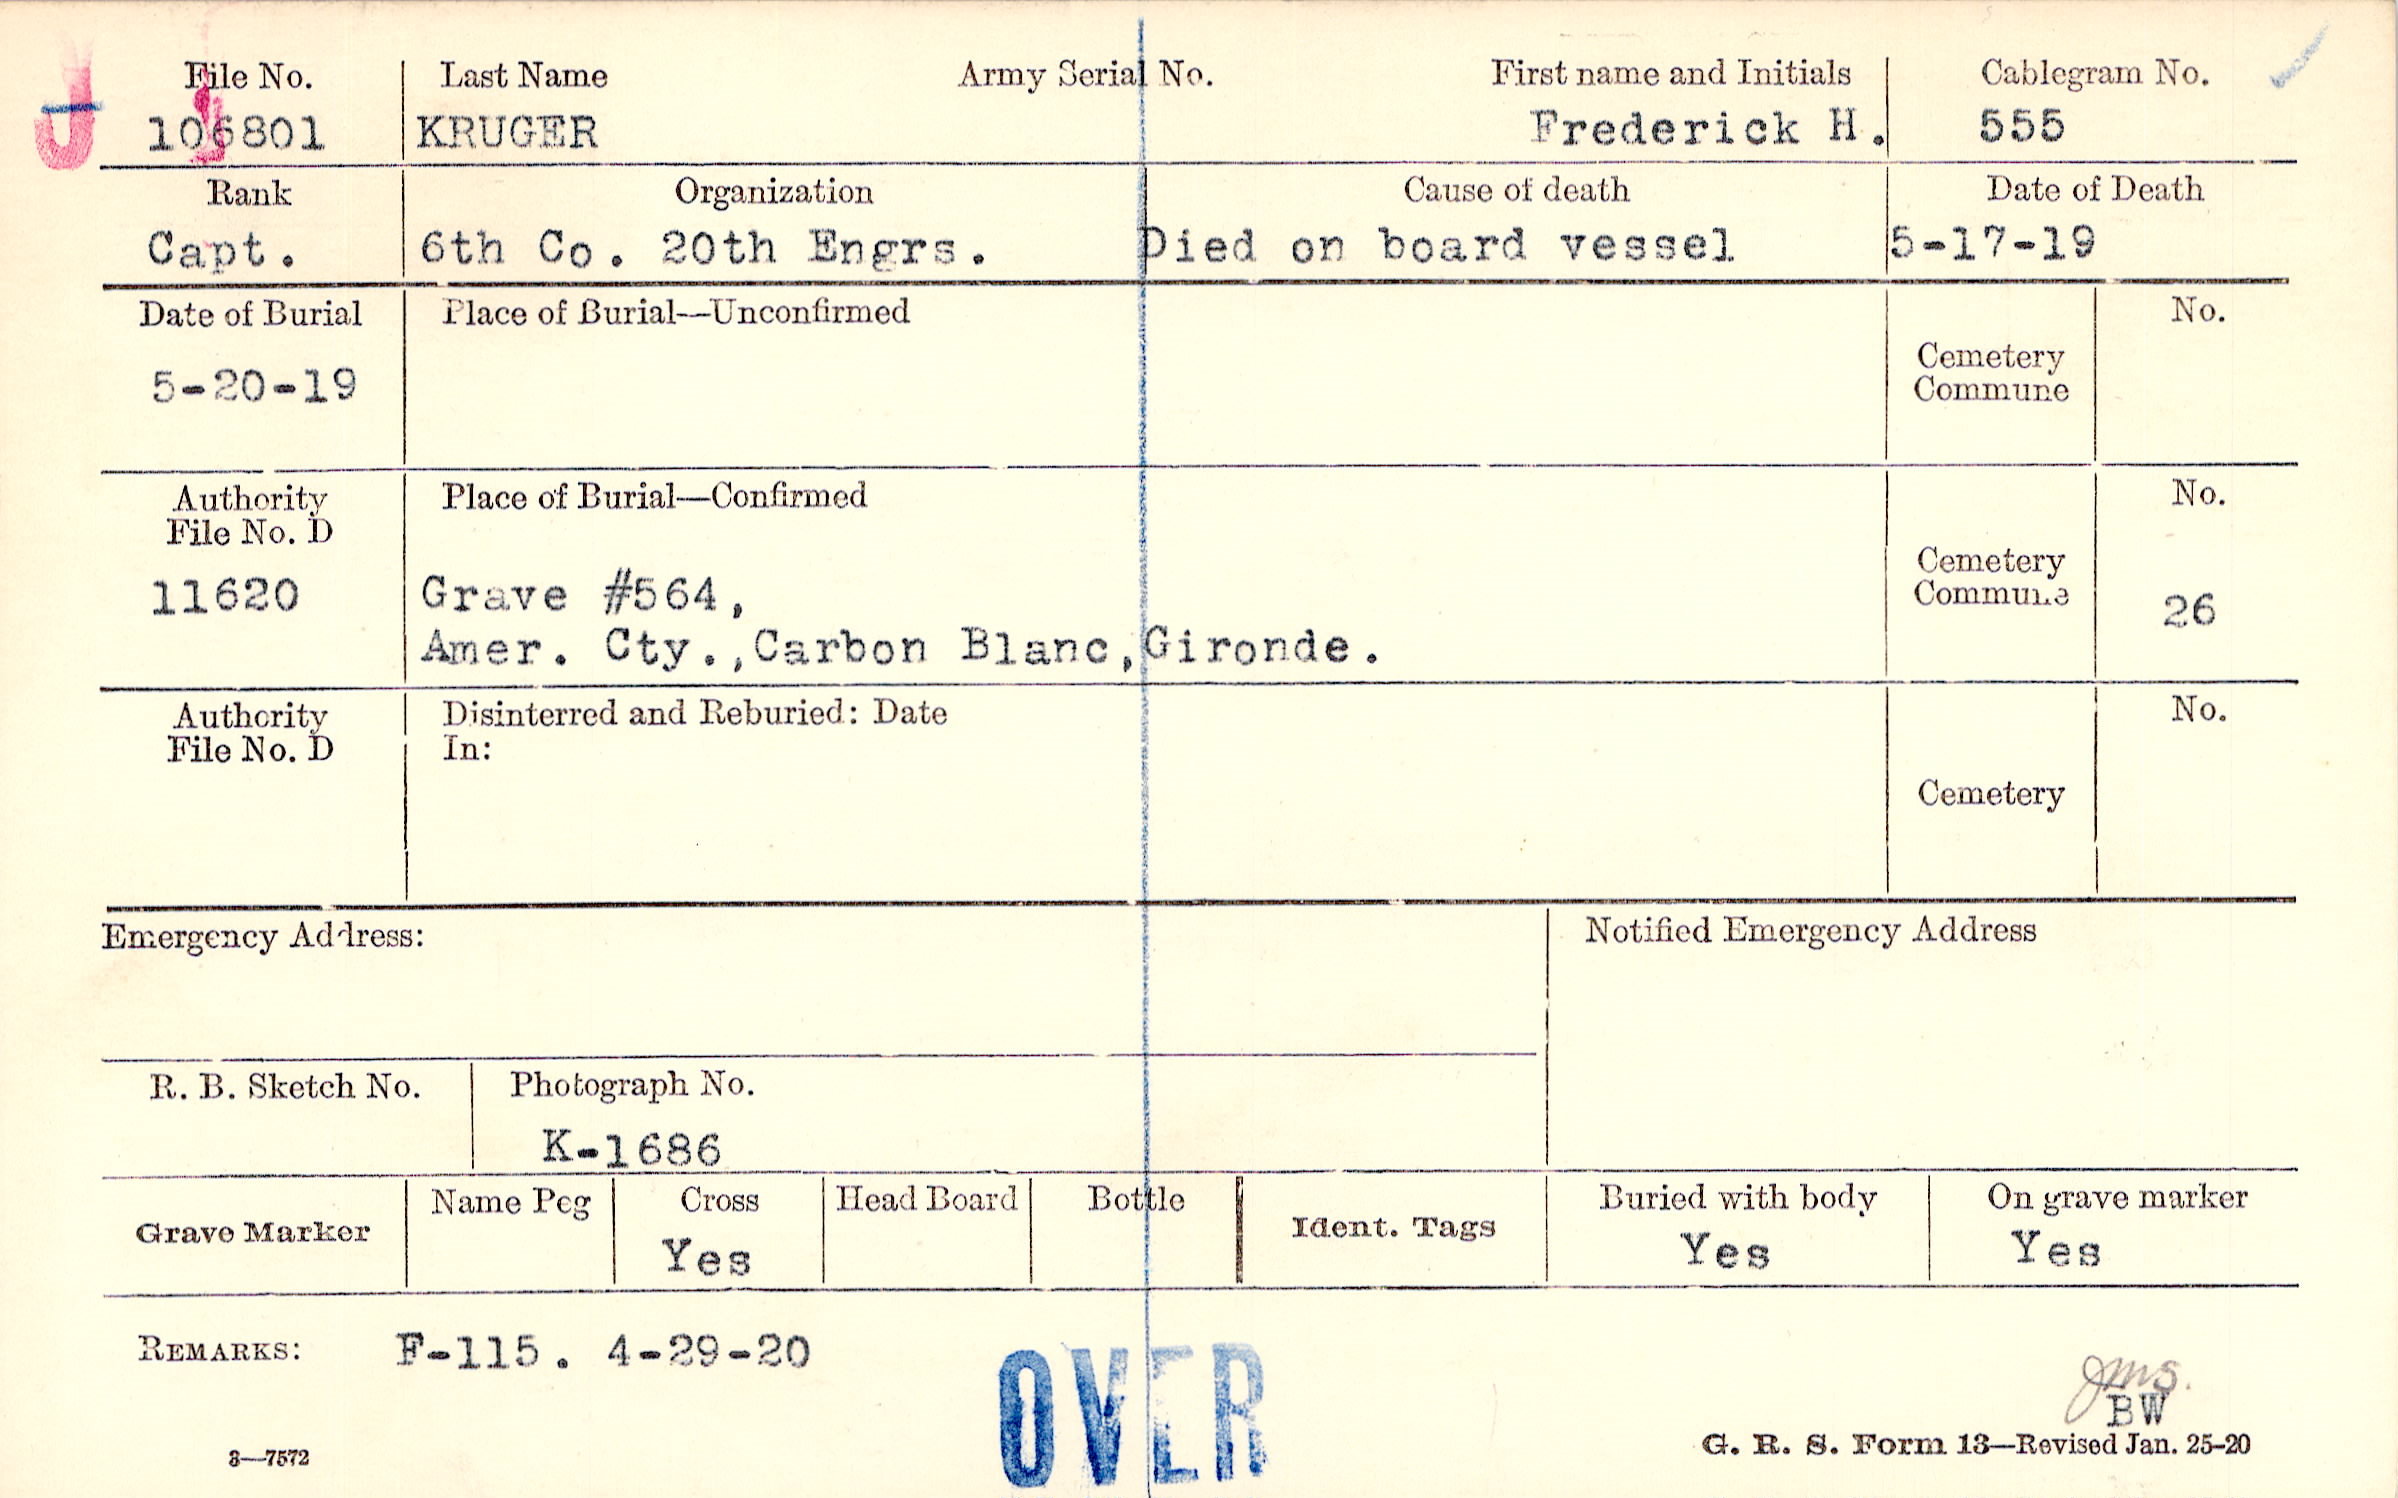 J
File No. Last Name Army Serial No. First name and Initials Cablegram No.
106801 KRUGER Frederick H. 555
Rank Organization Cause of death Date of Death
Capt. 6th Co. 20th Engrs. Died on board vessel 5-17-19
Date of Burial Place of Burial—Unconfirmed No.
Cemetery
Commune
5-20-19
Authority Place of Burial—Confirmed No.
File No. D
Cemetery
Commune
11620 Grave #564, 26
Amer. Cty.,Carbon Blanc,Gironde.
Authority Disinterred and Reburied: Date No.
File No. D In:
Cemetery
Emergency Address: Notified Emergency Address
R. B. Sketch No. Photograph No.
K-1686
Grave Marker Name Peg Cross Head Board Bottle Ident. Tags Buried with body On grave marker
Yes Yes Yes
REMARKS: F-115. 4-29-20
OVER
JMS.
BW
3—7572 G. R. S. Form 13—Revised Jan. 25-20